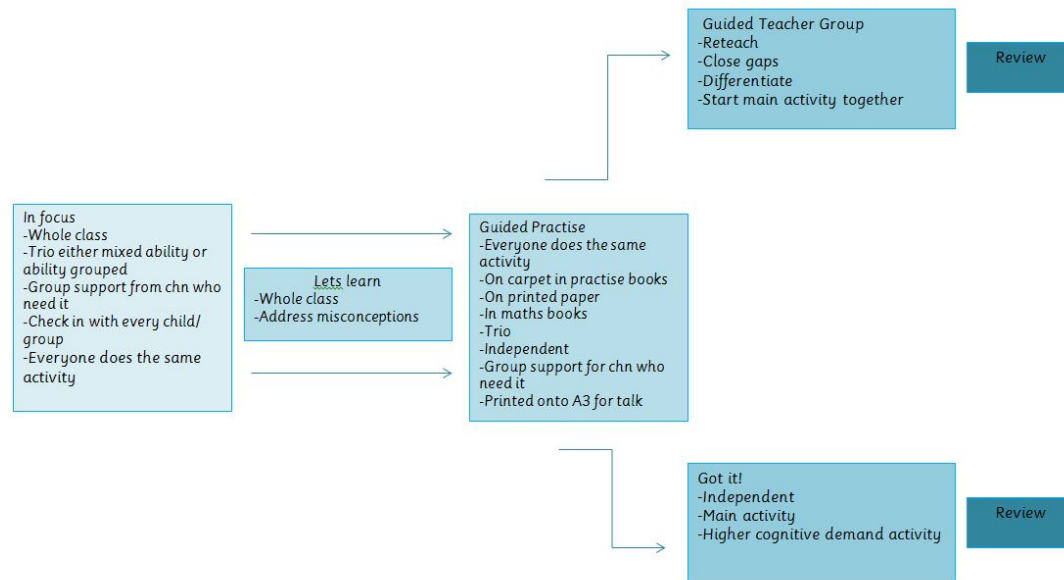 In focus
-Whole class
-Trio either mixed ability or
ability grouped
-Group support from chn who
need it
-Check in with every child/
group
-Everyone does the same
activity
Lets learn
-Whole class
-Address misconceptions
Guided Practise
-Everyone does the same
activity
-On carpet in practise books
-On printed paper
-In maths books
-Trio
-Independent
-Group support for chn who
need it
-Printed onto A3 for talk
Guided Teacher Group
-Reteach
-Close gaps
-Differentiate
-Start main activity together
Review
Got it!
-Independent
-Main activity
-Higher cognitive demand activity
Review